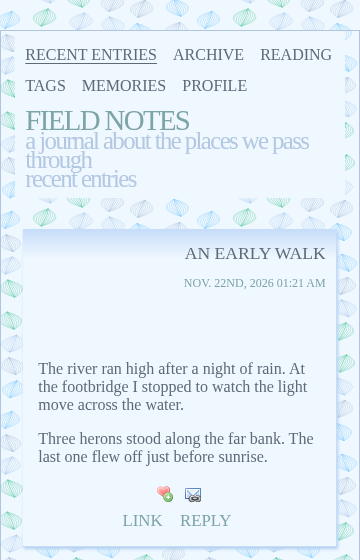 RECENT ENTRIES ARCHIVE READING
TAGS MEMORIES PROFILE
FIELD NOTES
a journal about the places we pass
through
recent entries
AN EARLY WALK
NOV. 22ND, 2026 01:21 AM
The river ran high after a night of rain. At
the footbridge I stopped to watch the light
move across the water.
Three herons stood along the far bank. The
last one flew off just before sunrise.
LINK REPLY